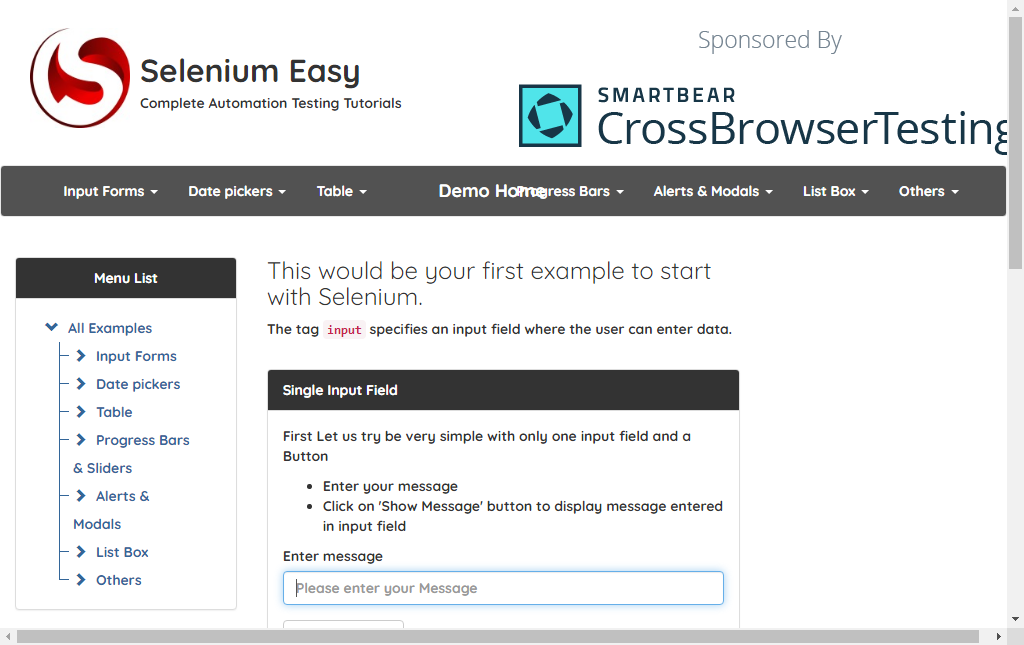 Sponsored By
Selenium Easy
Complete Automation Testing Tutorials
SMARTBEAR
CrossBrowserTesting
Input Forms
Date pickers
Table
Demo Home
Progress Bars
Alerts & Modals
List Box
Others
Menu List
All Examples
Input Forms
Date pickers
Table
Progress Bars
& Sliders
Alerts &
Modals
List Box
Others
This would be your first example to start
with Selenium.
The tag input specifies an input field where the user can enter data.
Single Input Field
First Let us try be very simple with only one input field and a
Button
Enter your message
Click on 'Show Message' button to display message entered
in input field
Enter message
Please enter your Message